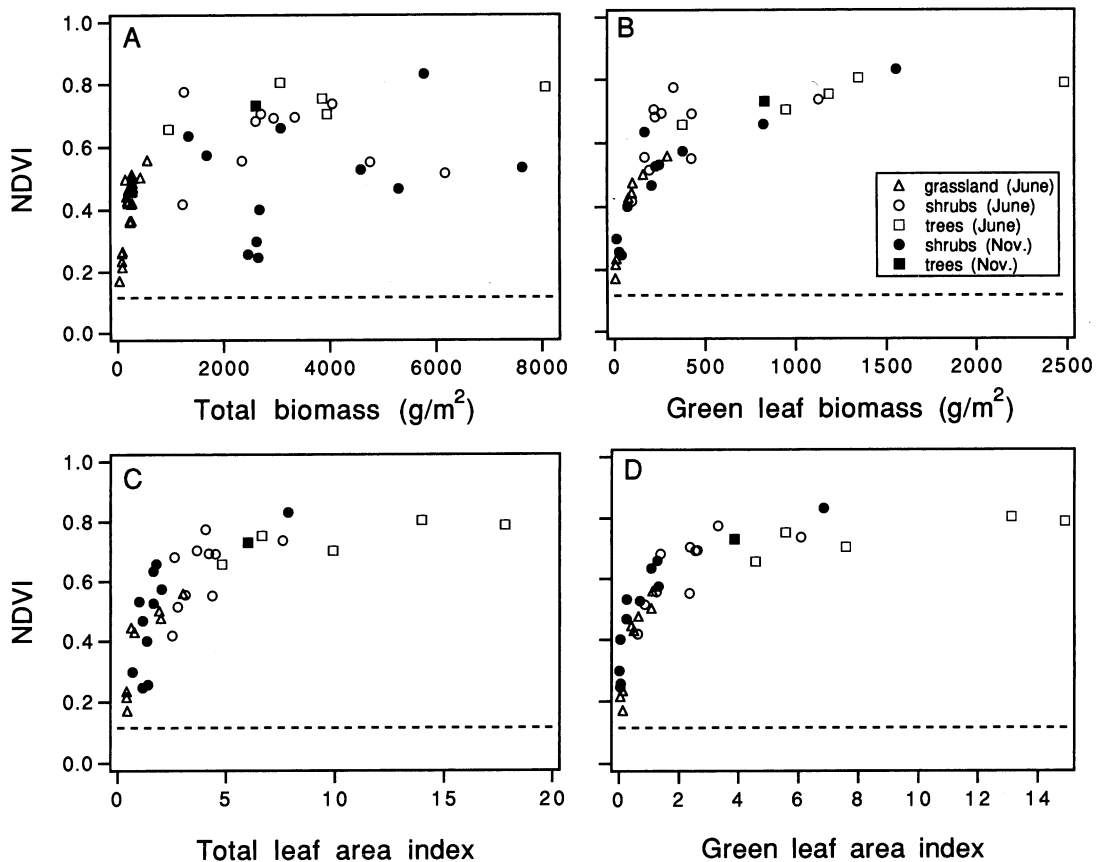 A
NDVI
1.0
0.8
0.6
0.4
0.2
0.0
0 2000 4000 6000 8000
Total biomass (g/m²)
B
grassland (June)
shrubs (June)
trees (June)
shrubs (Nov.)
trees (Nov.)
0 500 1000 1500 2000 2500
Green leaf biomass (g/m²)
C
NDVI
1.0
0.8
0.6
0.4
0.2
0.0
0 5 10 15 20
Total leaf area index
D
0 2 4 6 8 10 12 14
Green leaf area index